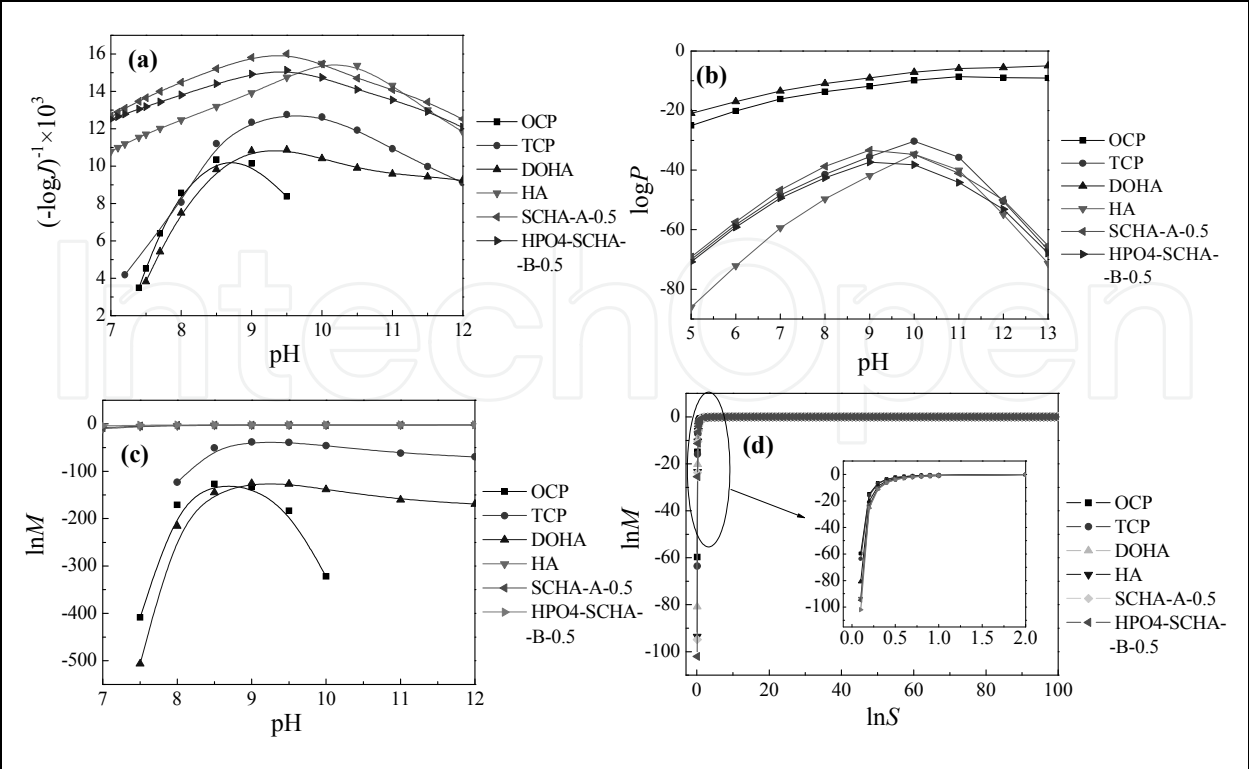 (a)
16
14
12
10
8
6
4
2
7 8 9 10 11 12
pH
(-logJ)⁻¹×10³
OCP
TCP
DOHA
HA
SCHA-A-0.5
HPO4-SCHA-
-B-0.5
(b)
0
-20
-40
-60
-80
5 6 7 8 9 10 11 12 13
pH
logP
OCP
TCP
DOHA
HA
SCHA-A-0.5
HPO4-SCHA-
-B-0.5
(c)
0
-100
-200
-300
-400
-500
7 8 9 10 11 12
pH
lnM
OCP
TCP
DOHA
HA
SCHA-A-0.5
HPO4-SCHA-
-B-0.5
(d)
0
-20
-40
-60
-80
-100
0 20 40 60 80 100
lnS
lnM
0
-20
-40
-60
-80
-100
0.0 0.5 1.0 1.5 2.0
OCP
TCP
DOHA
HA
SCHA-A-0.5
HPO4-SCHA-
-B-0.5
IntechOpen